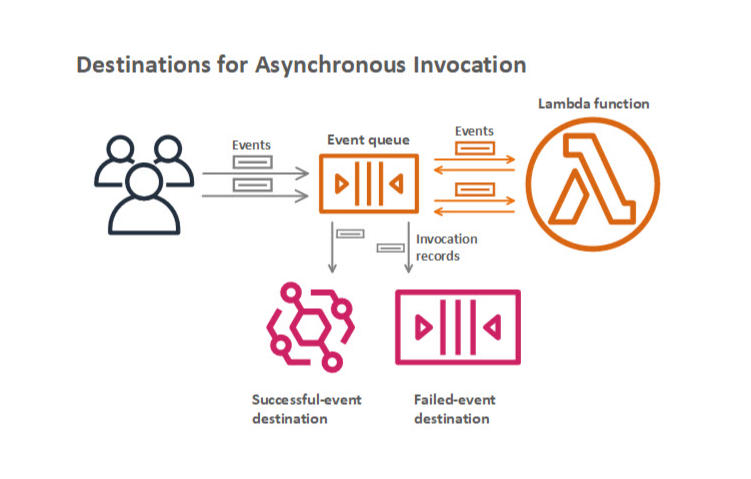 Destinations for Asynchronous Invocation
Lambda function
Events
Event queue
Events
Invocation
records
Successful-event
destination
Failed-event
destination